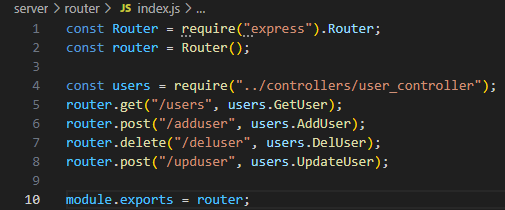 server > router > JS index.js > ...
1 const Router = require("express").Router;
2 const router = Router();
3
4 const users = require("../controllers/user_controller");
5 router.get("/users", users.GetUser);
6 router.post("/adduser", users.AddUser);
7 router.delete("/deluser", users.DelUser);
8 router.post("/upduser", users.UpdateUser);
9
10 module.exports = router;